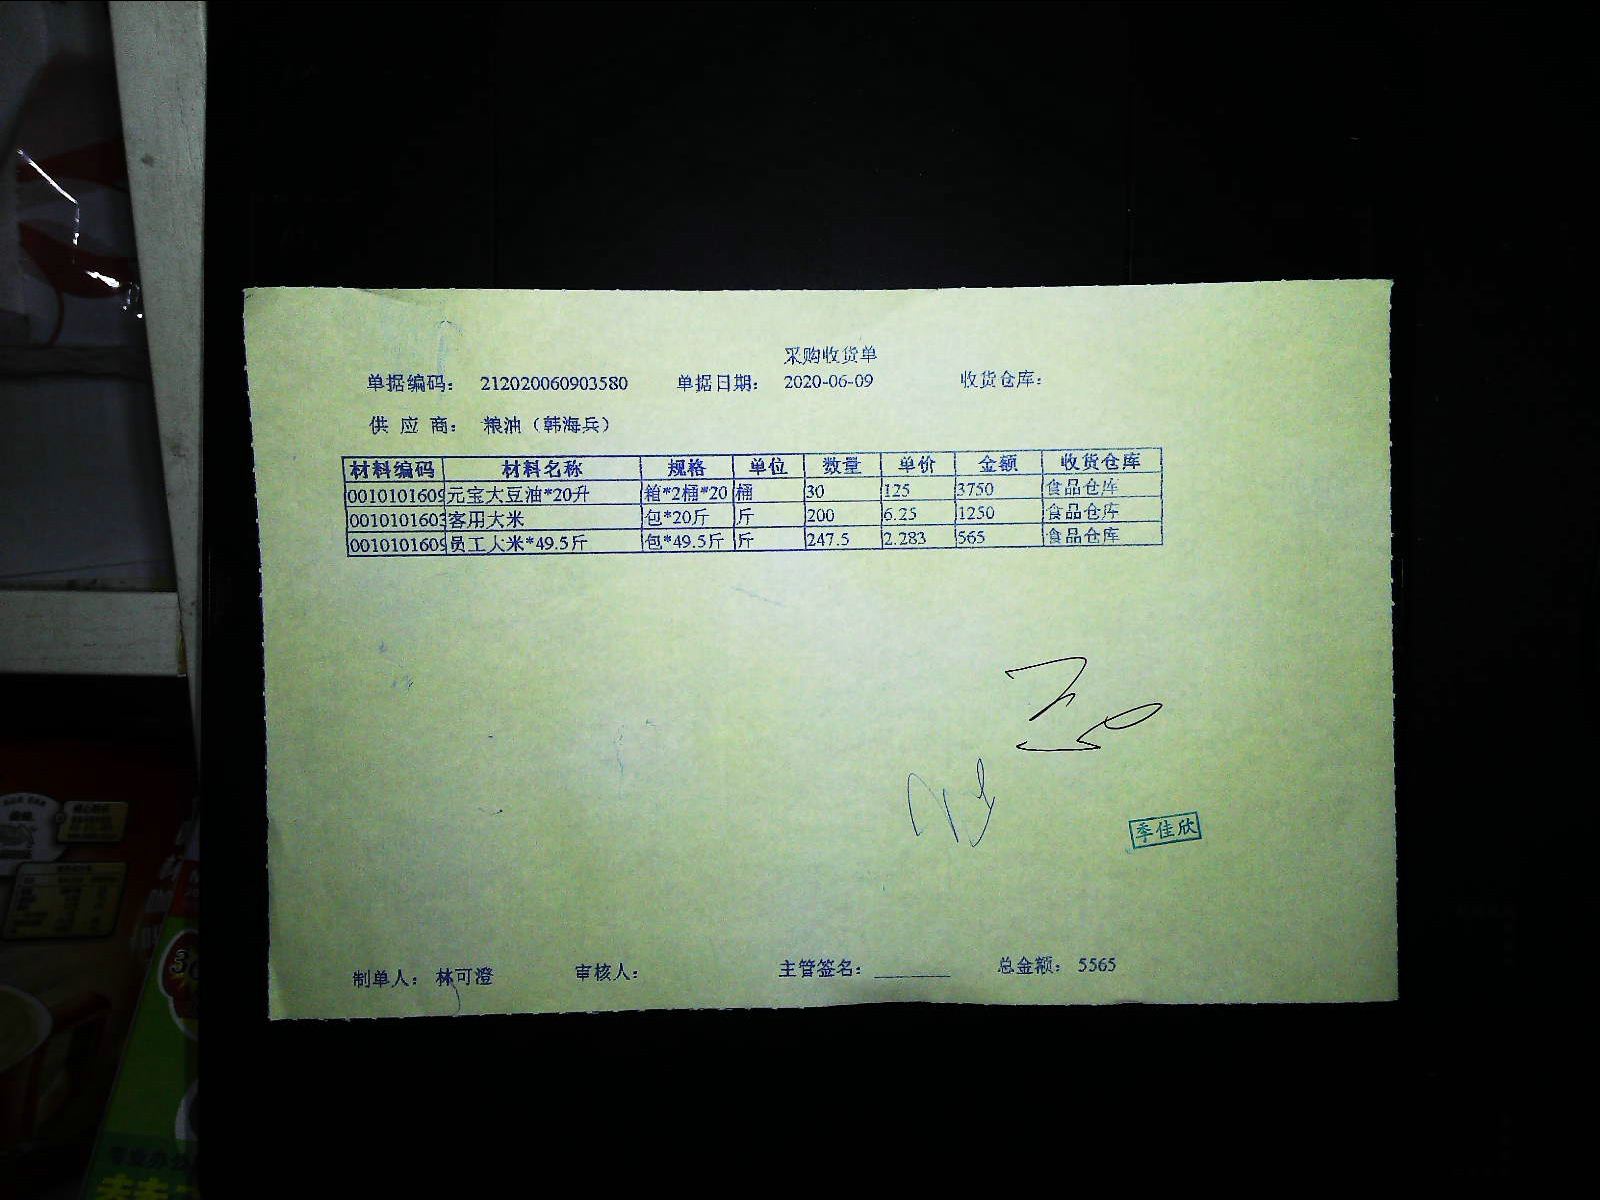 采购收货单
单据编码： 212020060903580 单据日期： 2020-06-09 收货仓库：
供 应 商： 粮油（韩海兵）
材料编码 材料名称 规格 单位 数量 单价 金额 收货仓库
0010101609 元宝大豆油*20升 箱*2桶*20 桶 30 125 3750 食品仓库
0010101603 客用大米 包*20斤 斤 200 6.25 1250 食品仓库
0010101609 员工大米*49.5斤 包*49.5斤 斤 247.5 2.283 565 食品仓库
季佳欣
制单人： 林可澄 审核人： 主管签名： 总金额： 5565